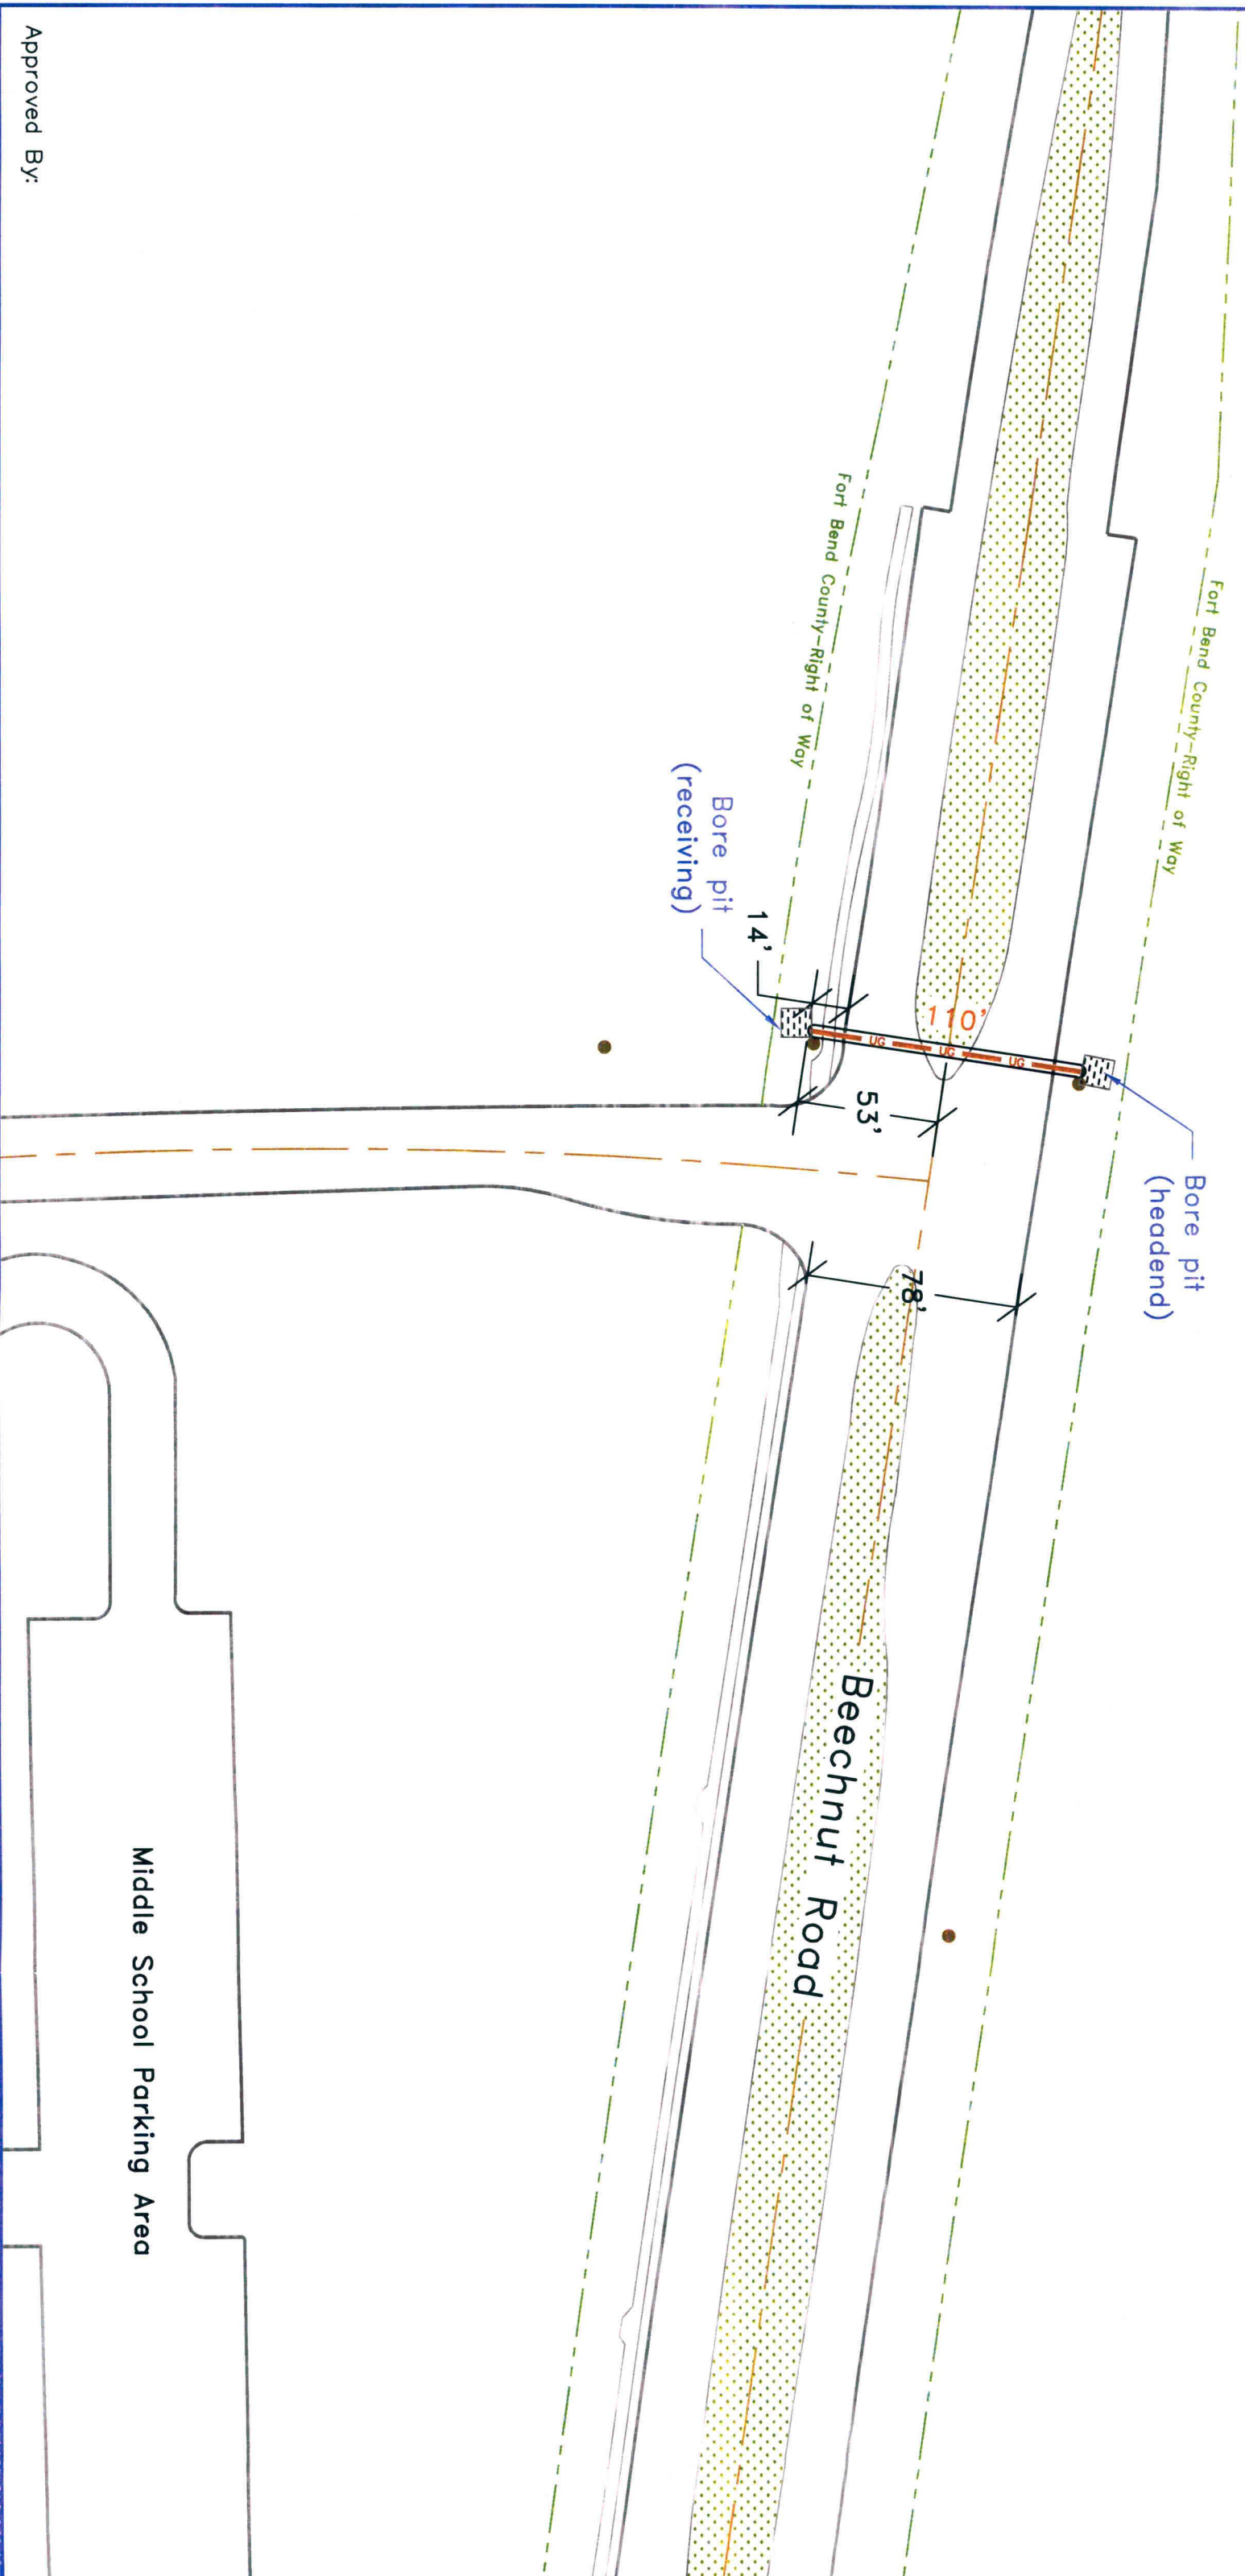 Fort Bend County-Right of Way
Fort Bend County-Right of Way
Bore pit
(headend)
Bore pit
(receiving)
14'
110'
UG UG UG
53'
78'
Beechnut Road
Middle School Parking Area
Approved By: